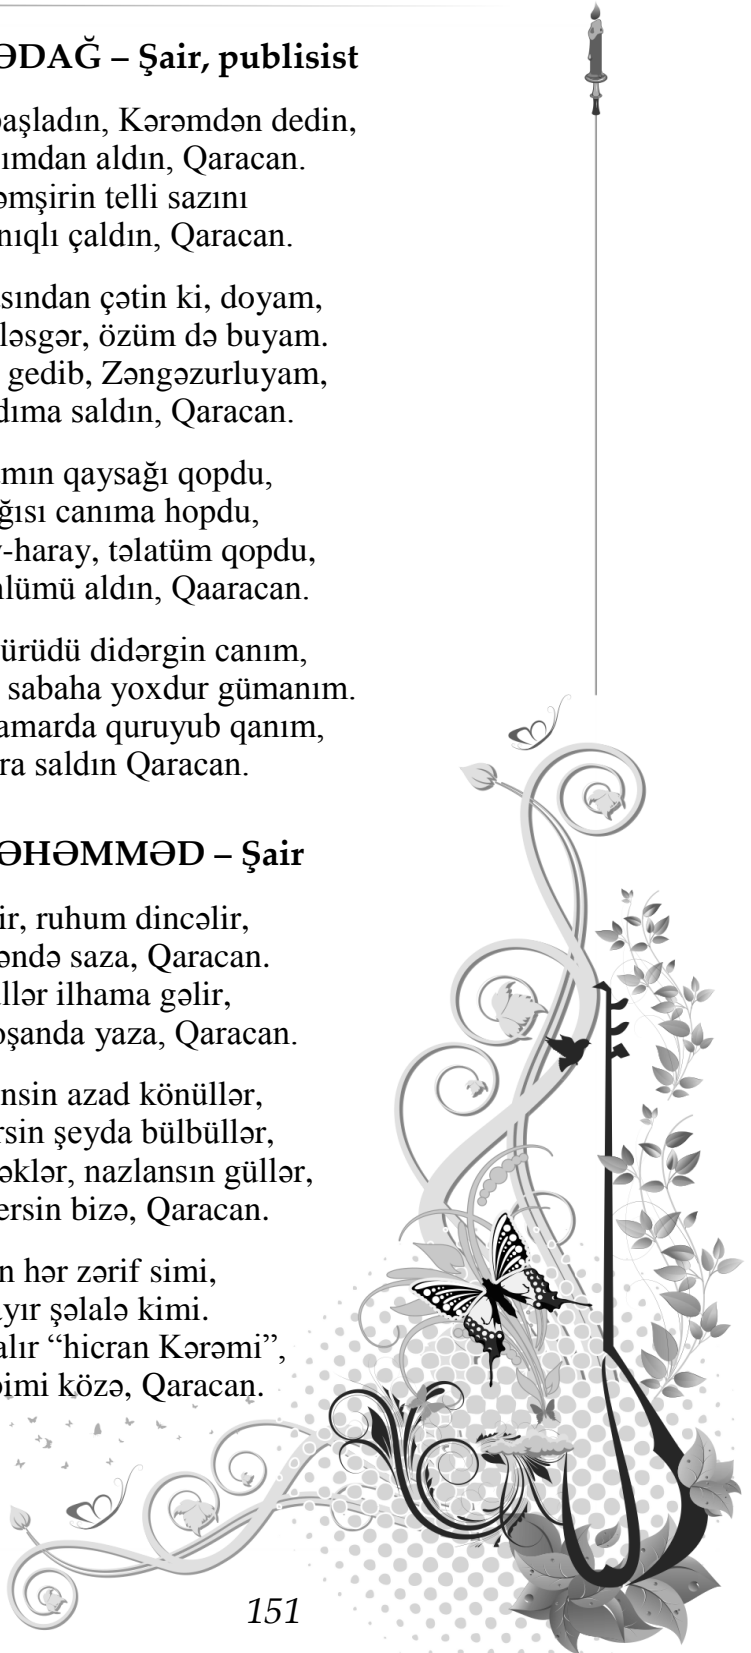 ƏDAĞ – Şair, publisist
başladın, Kərəmdən dedin,
ımdan aldın, Qaracan.
əmşirin telli sazını
nıqlı çaldın, Qaracan.
sından çətin ki, doyam,
ləsgər, özüm də buyam.
gedib, Zəngəzurluyam,
dıma saldın, Qaracan.
mın qaysağı qopdu,
ğısı canıma hopdu,
y-haray, təlatüm qopdu,
nlümü aldın, Qaaracan.
ürüdü didərgin canım,
sabaha yoxdur gümanım.
amarda quruyub qanım,
ra saldın Qaracan.
ƏHƏMMƏD – Şair
ir, ruhum dincəlir,
əndə saza, Qaracan.
llər ilhama gəlir,
oşanda yaza, Qaracan.
nsin azad könüllər,
rsin şeyda bülbüllər,
əklər, nazlansın güllər,
ersin bizə, Qaracan.
n hər zərif simi,
yır şəlalə kimi.
alır “hicran Kərəmi”,
bimi közə, Qaracan.
151